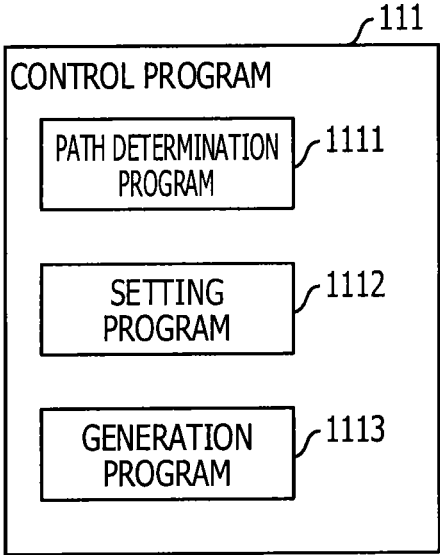 111
CONTROL PROGRAM
PATH DETERMINATION
PROGRAM
1111
SETTING
PROGRAM
1112
GENERATION
PROGRAM
1113